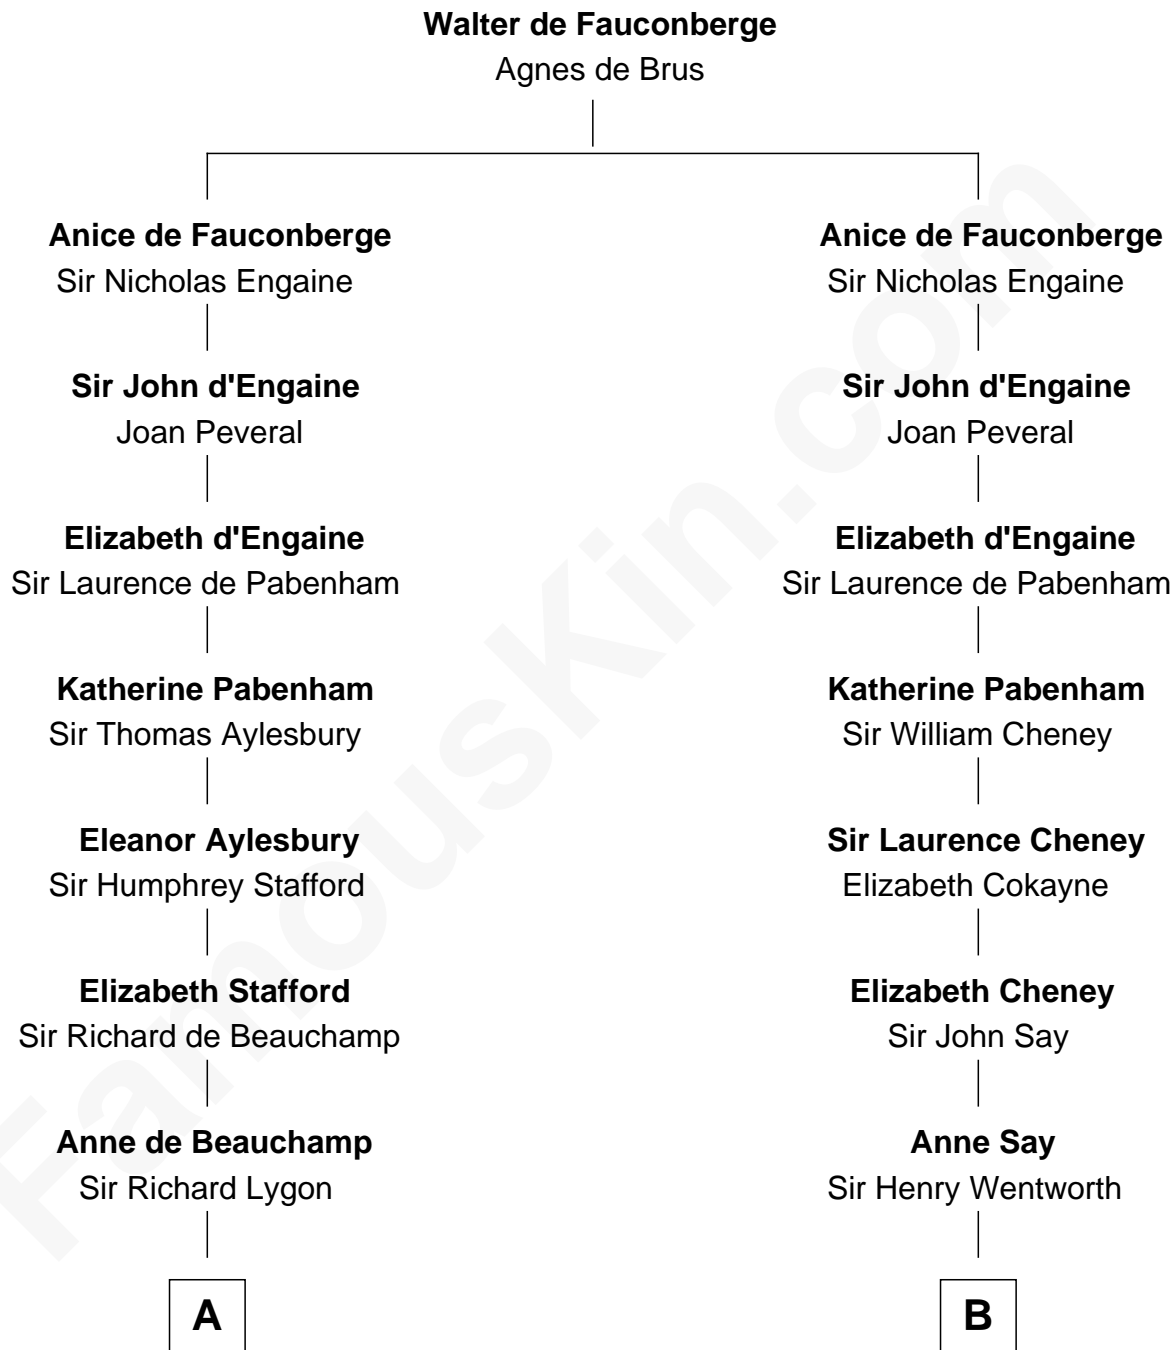 Walter de Fauconberge
Agnes de Brus
Anice de Fauconberge
Sir Nicholas Engaine
Anice de Fauconberge
Sir Nicholas Engaine
Sir John d'Engaine
Joan Peveral
Sir John d'Engaine
Joan Peveral
Elizabeth d'Engaine
Sir Laurence de Pabenham
Elizabeth d'Engaine
Sir Laurence de Pabenham
Katherine Pabenham
Sir Thomas Aylesbury
Katherine Pabenham
Sir William Cheney
Eleanor Aylesbury
Sir Humphrey Stafford
Sir Laurence Cheney
Elizabeth Cokayne
Elizabeth Stafford
Sir Richard de Beauchamp
Elizabeth Cheney
Sir John Say
Anne de Beauchamp
Sir Richard Lygon
Anne Say
Sir Henry Wentworth
A
B
FamousKin.com